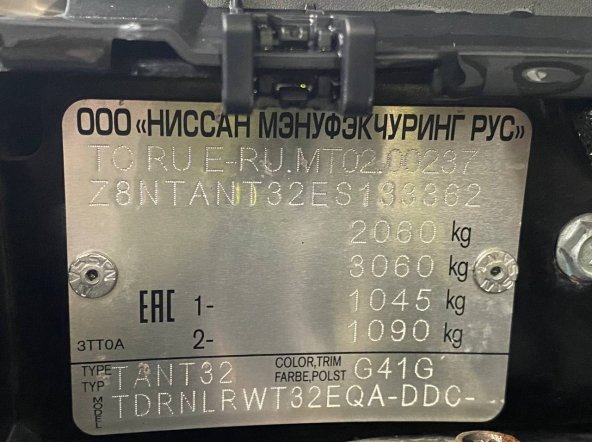 ООО «НИССАН МЭНУФЭКЧУРИНГ РУС»
TC RU E-RU.MT02.00237
Z8NTANT32ES133362
2060 kg
3060 kg
EAC 1- 1045 kg
3TT0A 2- 1090 kg
TYPE TYP TANT32 COLOR,TRIM FARBE,POLST G41G
MODEL TDRNLRWT32EQA-DDC-